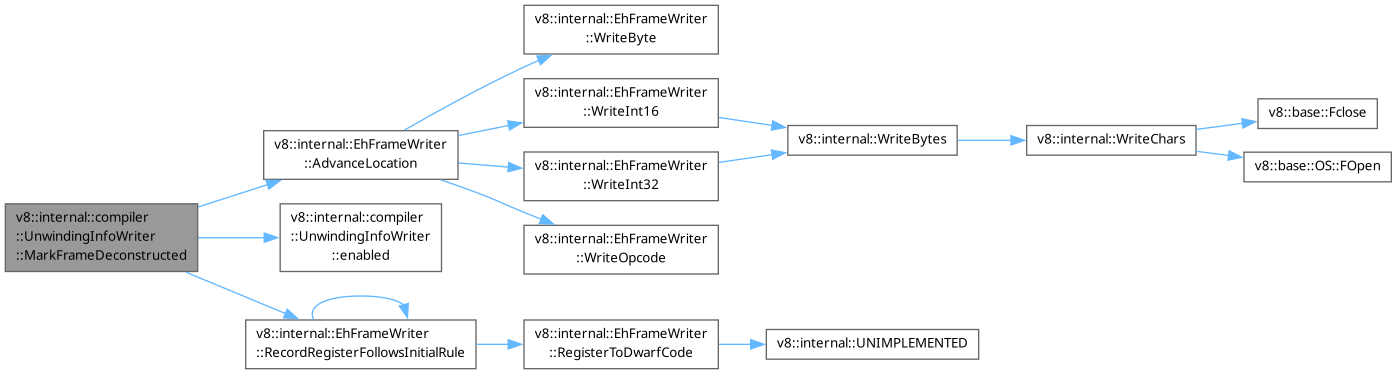 v8::internal::compiler
::UnwindingInfoWriter
::MarkFrameDeconstructed
v8::internal::EhFrameWriter
::AdvanceLocation
v8::internal::compiler
::UnwindingInfoWriter
::enabled
v8::internal::EhFrameWriter
::RecordRegisterFollowsInitialRule
v8::internal::EhFrameWriter
::WriteByte
v8::internal::EhFrameWriter
::WriteInt16
v8::internal::EhFrameWriter
::WriteInt32
v8::internal::EhFrameWriter
::WriteOpcode
v8::internal::EhFrameWriter
::RegisterToDwarfCode
v8::internal::WriteBytes
v8::internal::UNIMPLEMENTED
v8::internal::WriteChars
v8::base::Fclose
v8::base::OS::FOpen